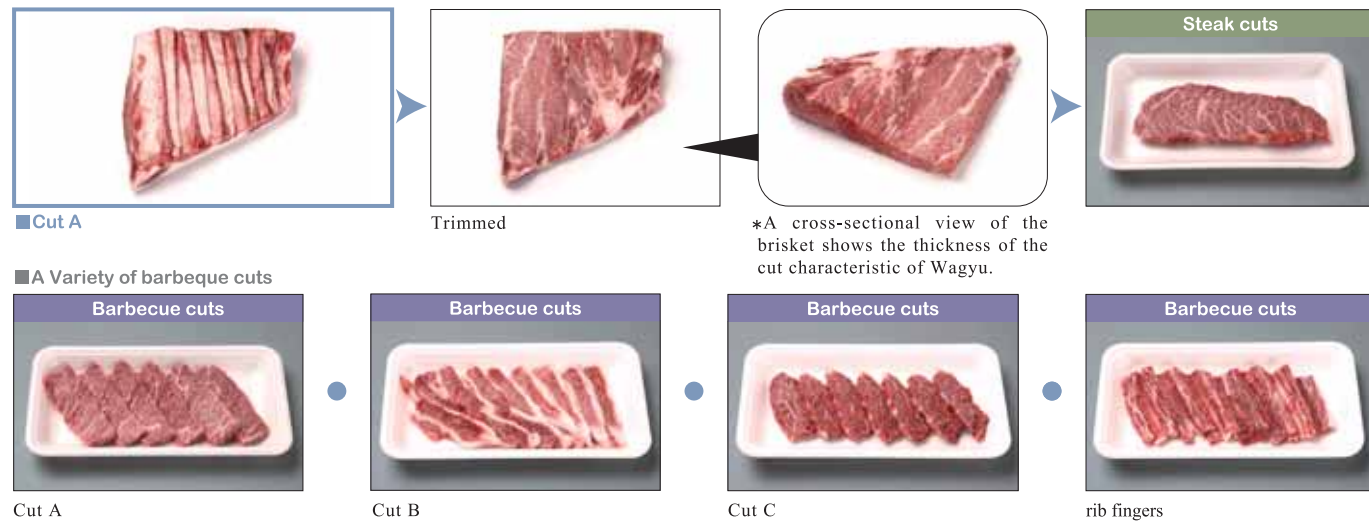 Steak cuts
■Cut A
Trimmed
*A cross-sectional view of the
brisket shows the thickness of the
cut characteristic of Wagyu.
■A Variety of barbeque cuts
Barbecue cuts
Barbecue cuts
Barbecue cuts
Barbecue cuts
Cut A
Cut B
Cut C
rib fingers